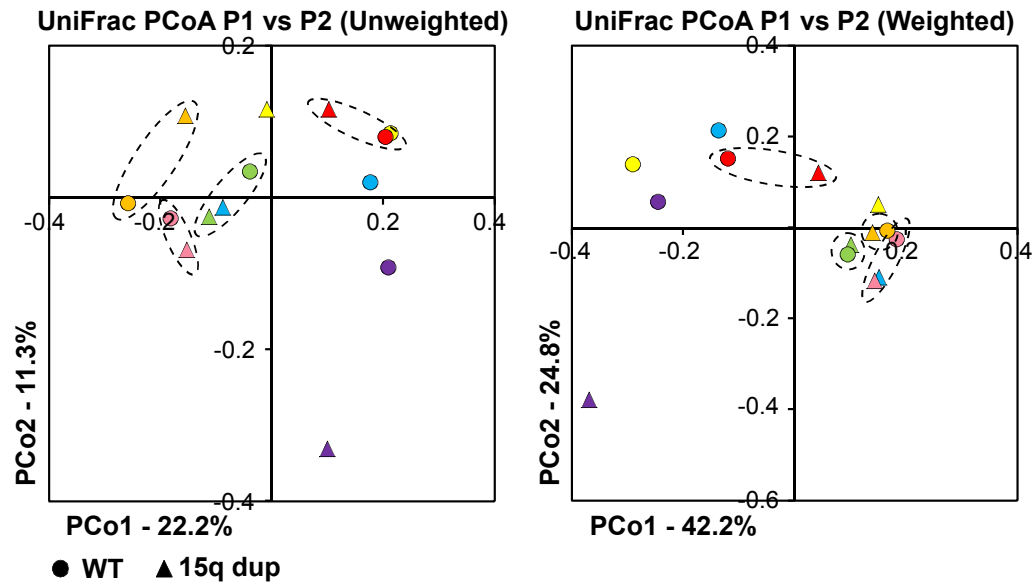 UniFrac PCoA P1 vs P2 (Unweighted)
0.2
-0.4
-0.2
0.2
0.4
-0.2
-0.4
PCo2 - 11.3%
PCo1 - 22.2%
UniFrac PCoA P1 vs P2 (Weighted)
0.4
0.2
-0.4
-0.2
0.2
0.4
-0.2
-0.4
-0.6
PCo2 - 24.8%
PCo1 - 42.2%
WT
15q dup